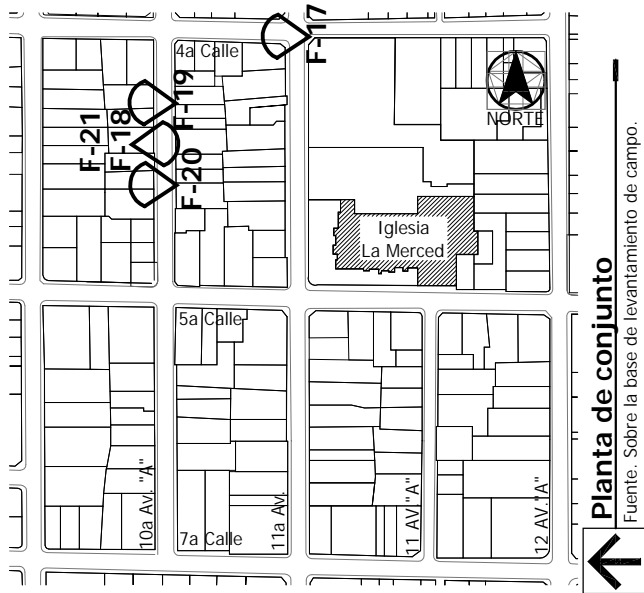 F-17
4a Calle
F-19
F-18
F-21
F-20
NORTE
Iglesia
La Merced
5a Calle
10a Av. "A"
7a Calle
11a Av.
11 AV."A"
12 AV."A"
Planta de conjunto
Fuente. Sobre la base de levantamiento de campo.